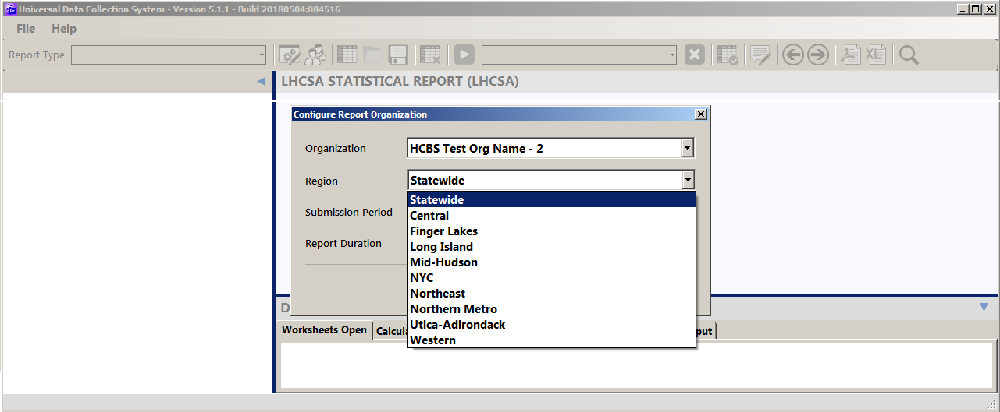 Universal Data Collection System - Version 5.1.1 - Build 20180504:084516
File Help
Report Type
LHCSA STATISTICAL REPORT (LHCSA)
Configure Report Organization
Organization HCBS Test Org Name - 2
Region Statewide
Statewide
Submission Period
Central
Finger Lakes
Report Duration
Long Island
Mid-Hudson
NYC
Northeast
Northern Metro
Utica-Adirondack
Western
D
Worksheets Open Calcula put